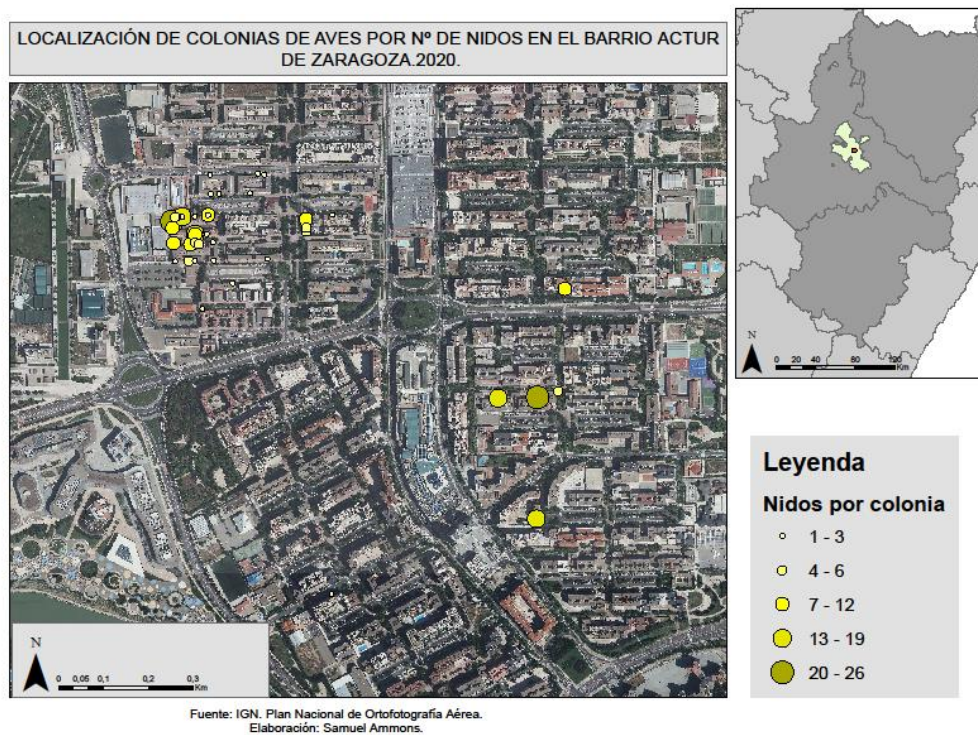 LOCALIZACIÓN DE COLONIAS DE AVES POR Nº DE NIDOS EN EL BARRIO ACTUR
DE ZARAGOZA.2020.
N
0 20 40 80 120
Km
Leyenda
Nidos por colonia
1 - 3
4 - 6
7 - 12
13 - 19
20 - 26
N
0 0,05 0,1 0,2 0,3
Km
Fuente: IGN. Plan Nacional de Ortofotografía Aérea.
Elaboración: Samuel Ammons.